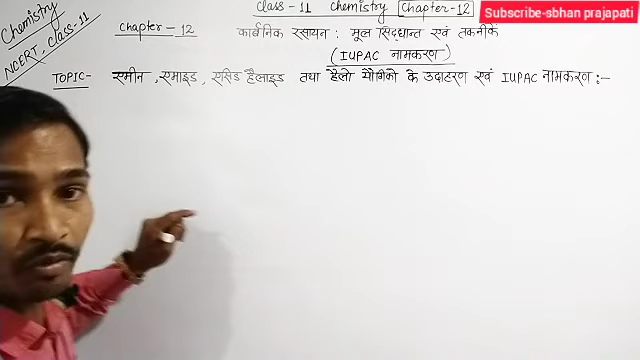 Class - 11 Chemistry Chapter-12
Subscribe-sbhan prajapati
Chemistry
NCERT, Class-11
Chapter - 12 कार्बनिक रसायन : मूल सिद्धान्त एवं तकनीकें
(IUPAC नामकरण)
TOPIC- एमीन , एमाइड , एसिड हैलाइड तथा हैलो यौगिको के उदाहरण एवं IUPAC नामकरण :-